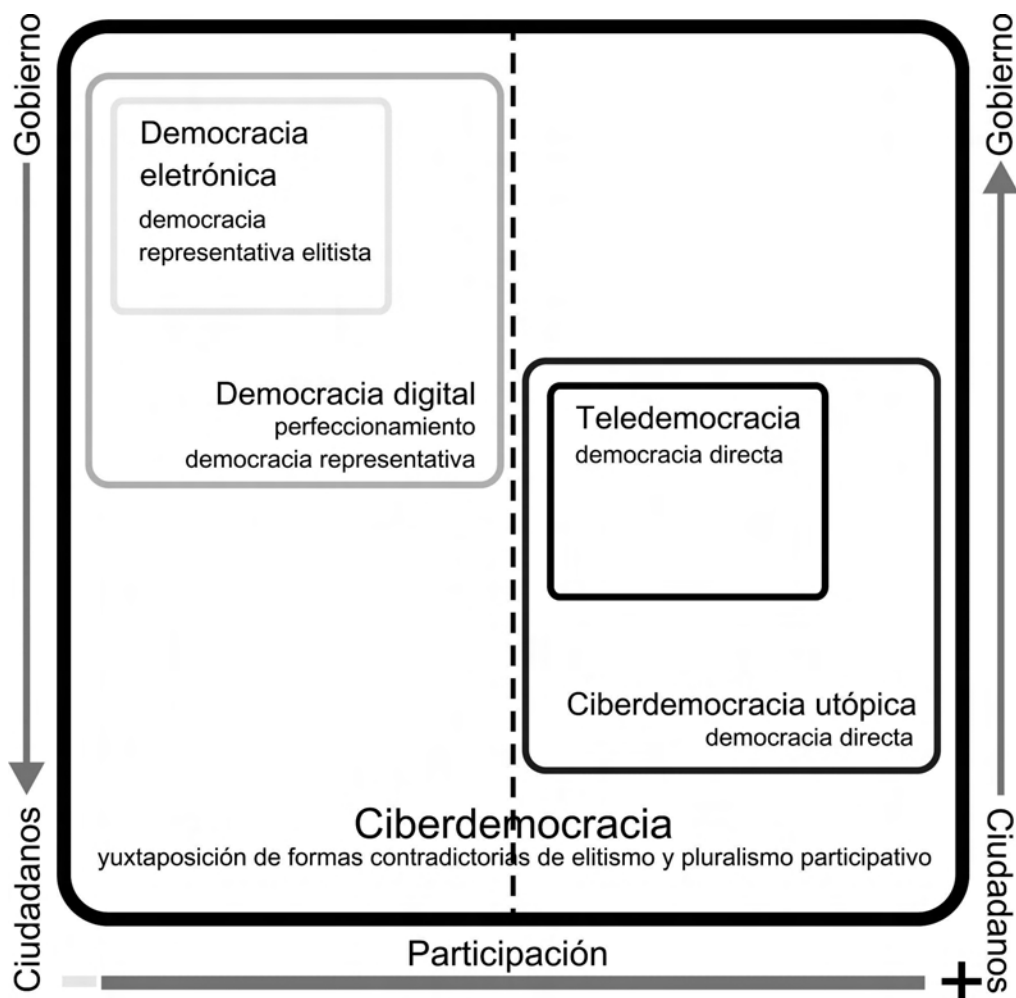 Gobierno
Gobierno
Democracia
eletrónica
democracia
representativa elitista
Democracia digital
perfeccionamiento
democracia representativa
Teledemocracia
democracia directa
Ciberdemocracia utópica
democracia directa
Ciberdemocracia
yuxtaposición de formas contradictorias de elitismo y pluralismo participativo
Ciudadanos
Ciudadanos
Participación
- +